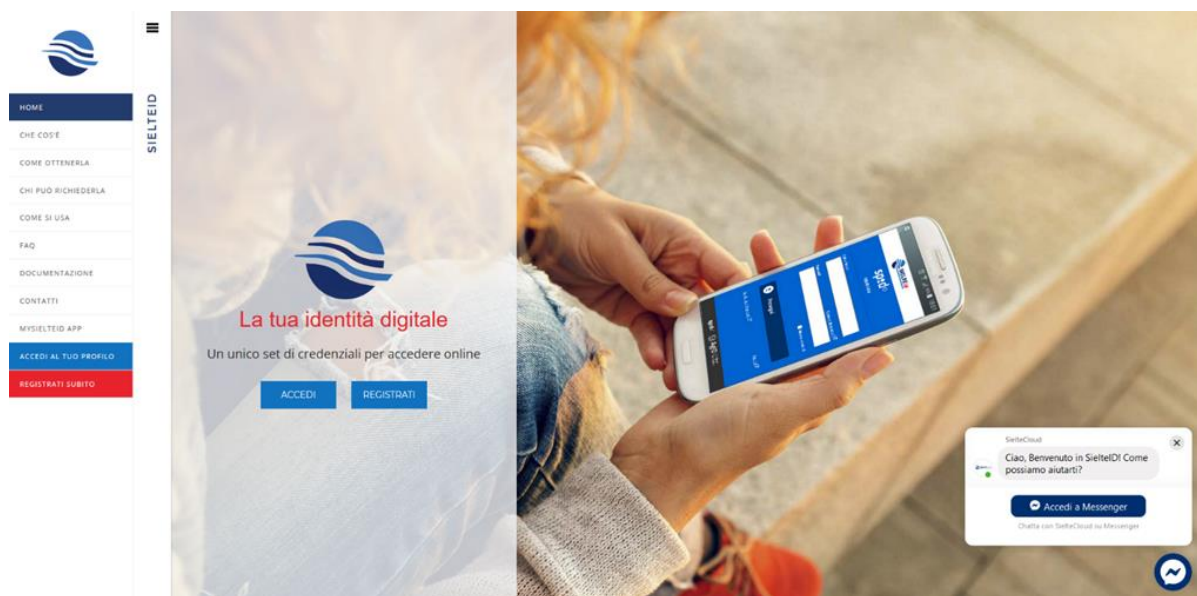 HOME
CHE COS'È
COME OTTENERLA
CHI PUÒ RICHIEDERLA
COME SI USA
FAQ
DOCUMENTAZIONE
CONTATTI
MYSIELTEID APP
ACCEDI AL TUO PROFILO
REGISTRATI SUBITO
SIELTEID
La tua identità digitale
Un unico set di credenziali per accedere online
ACCEDI
REGISTRATI
spid
SielteCloud
Ciao, Benvenuto in SielteID! Come
possiamo aiutarti?
Accedi a Messenger
Chatta con SielteCloud su Messenger